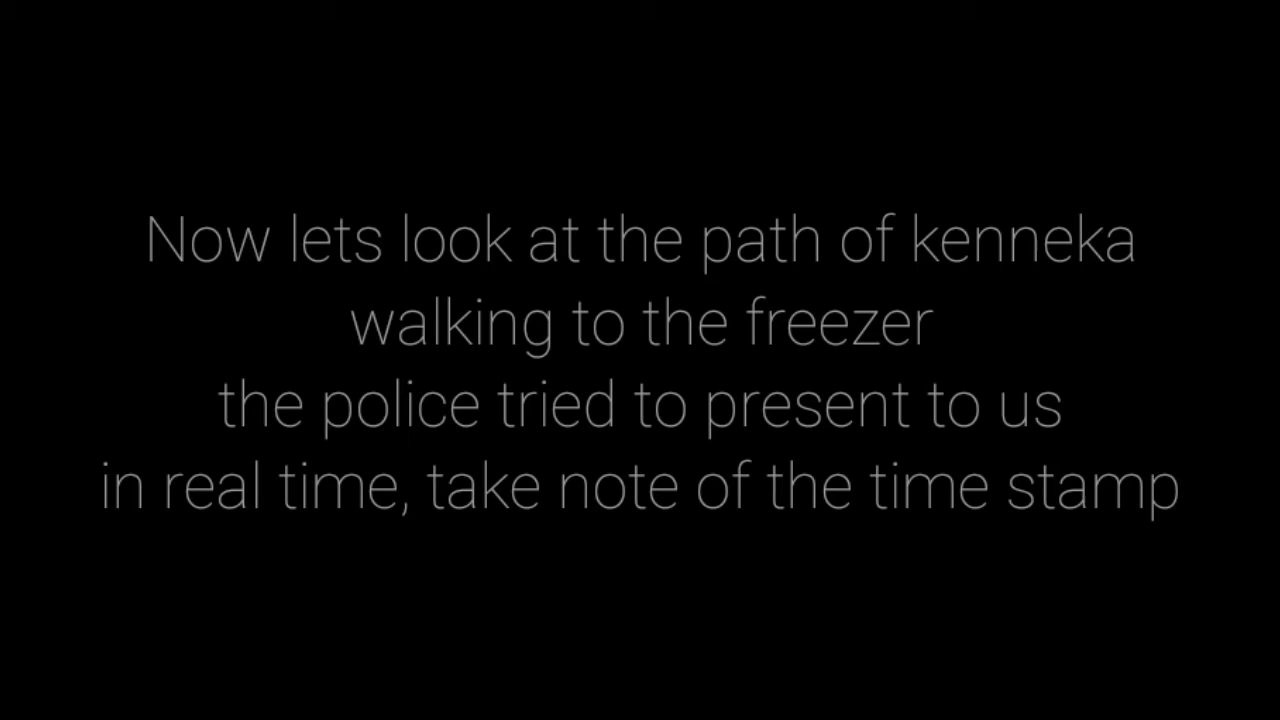 Now lets look at the path of kenneka
walking to the freezer
the police tried to present to us
in real time, take note of the time stamp